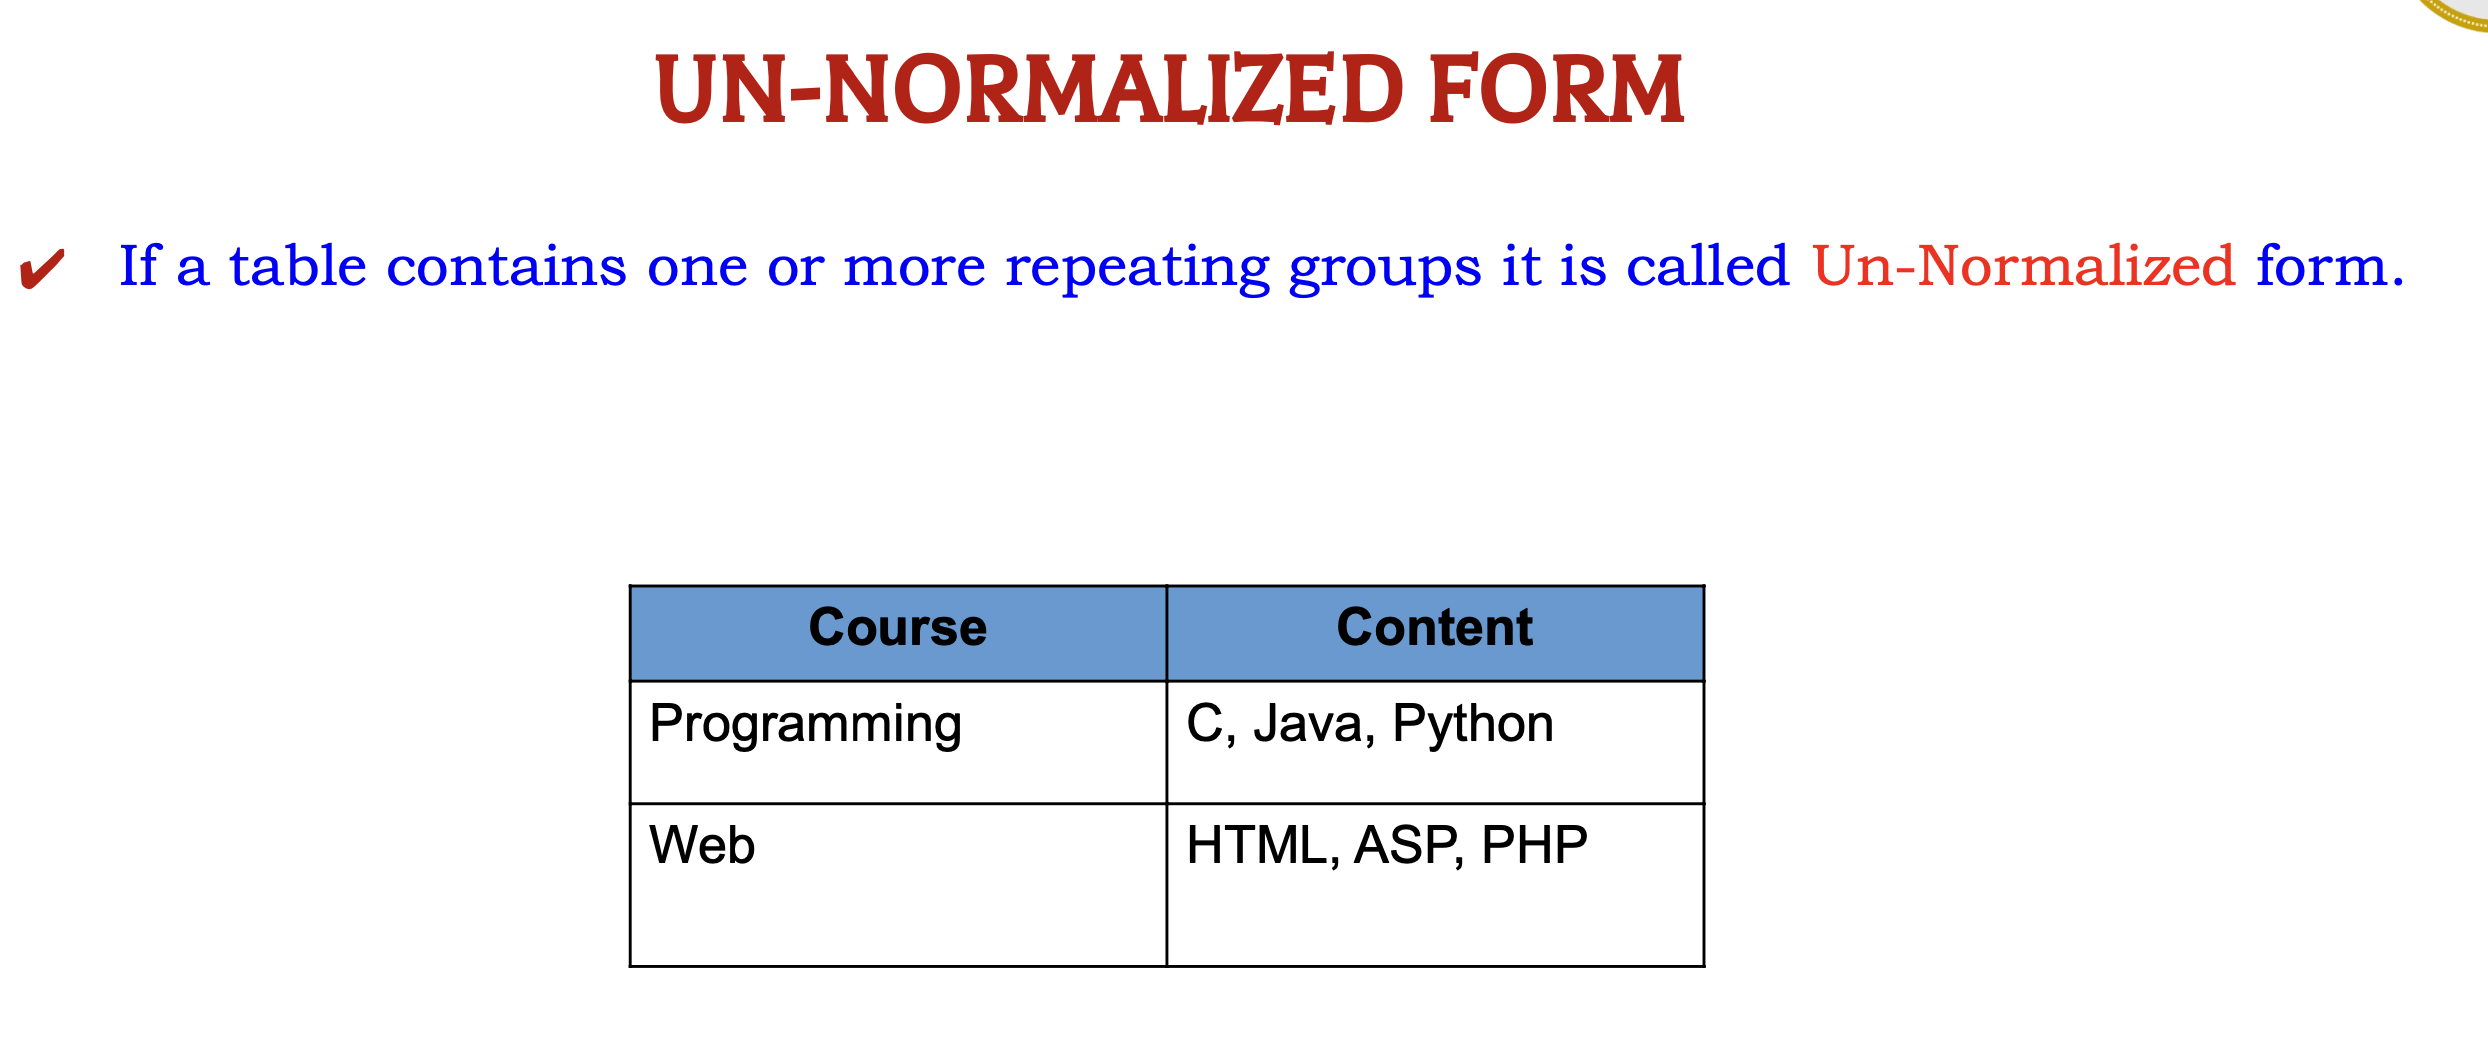 UN-NORMALIZED FORM
✔ If a table contains one or more repeating groups it is called Un-Normalized form.
Course Content
Programming C, Java, Python
Web HTML, ASP, PHP